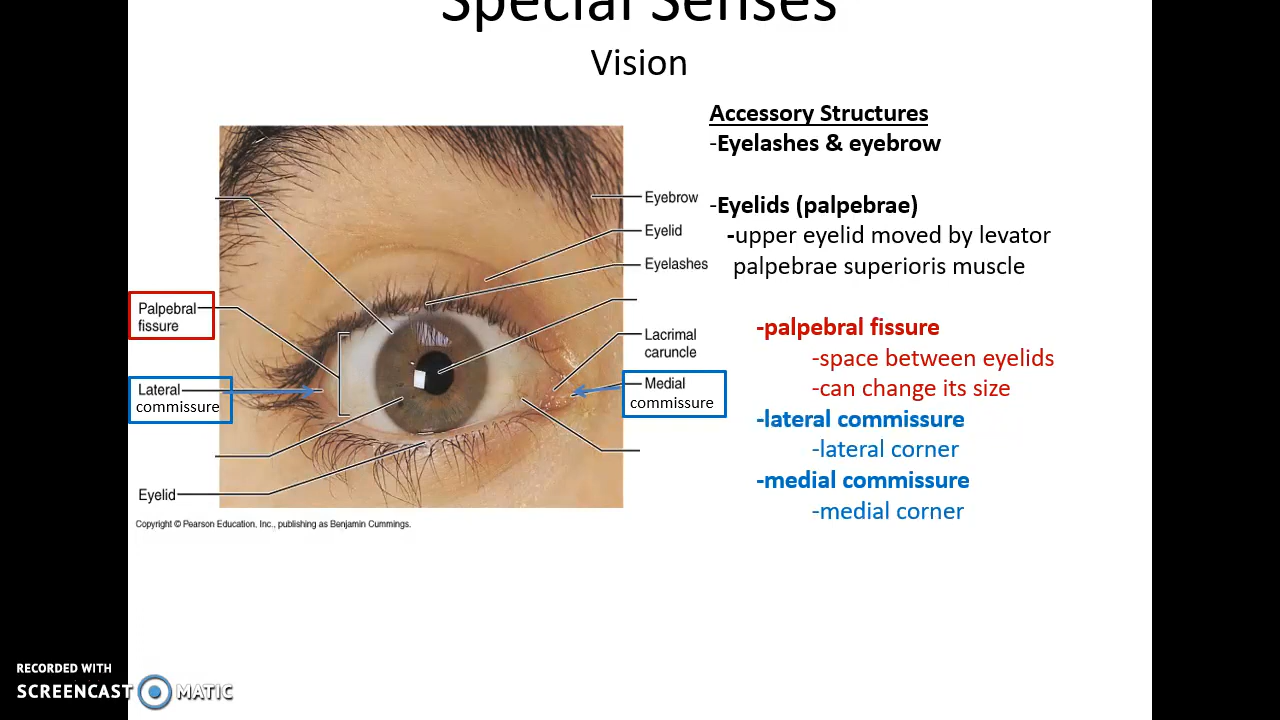 Special Senses
Vision
Accessory Structures
-Eyelashes & eyebrow
-Eyelids (palpebrae)
-upper eyelid moved by levator
palpebrae superioris muscle
-palpebral fissure
-space between eyelids
-can change its size
-lateral commissure
-lateral corner
-medial commissure
-medial corner
Eyebrow
Eyelid
Eyelashes
Lacrimal
caruncle
Medial
commissure
Palpebral
fissure
Lateral
commissure
Eyelid
Copyright © Pearson Education, Inc., publishing as Benjamin Cummings.
RECORDED WITH
SCREENCAST MATIC